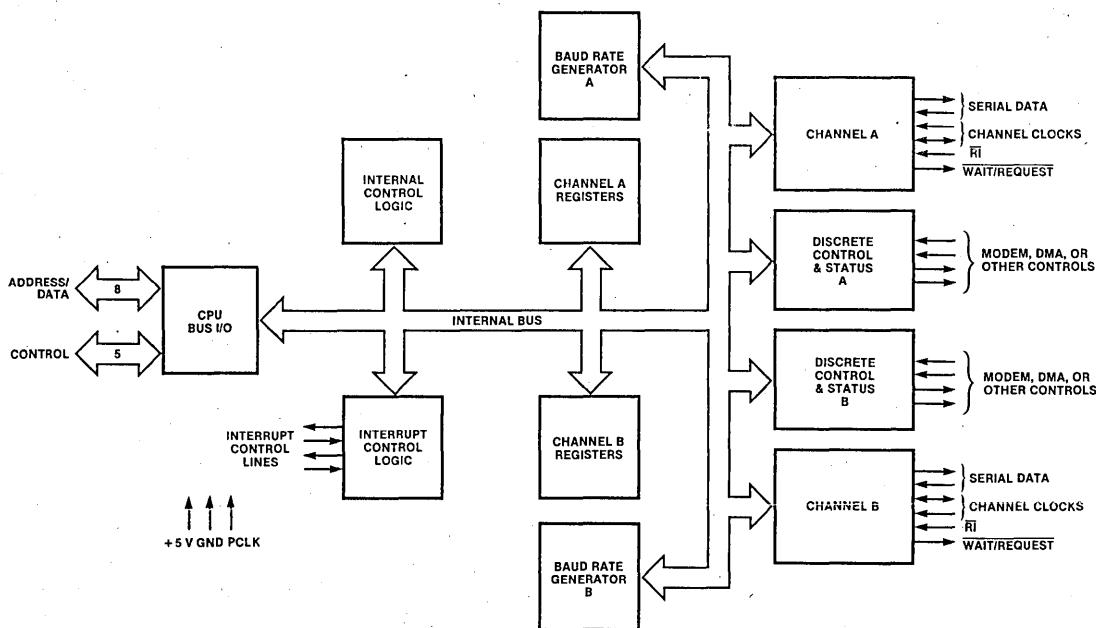 BAUD RATE
GENERATOR
A
CHANNEL A
SERIAL DATA
CHANNEL CLOCKS
RI
WAIT/REQUEST
INTERNAL
CONTROL
LOGIC
CHANNEL A
REGISTERS
DISCRETE
CONTROL
& STATUS
A
MODEM, DMA, OR
OTHER CONTROLS
ADDRESS/
DATA
8
CPU
BUS I/O
INTERNAL BUS
CONTROL
5
DISCRETE
CONTROL
& STATUS
B
MODEM, DMA, OR
OTHER CONTROLS
INTERRUPT
CONTROL
LINES
INTERRUPT
CONTROL
LOGIC
CHANNEL B
REGISTERS
CHANNEL B
SERIAL DATA
CHANNEL CLOCKS
RI
WAIT/REQUEST
+5 V GND PCLK
BAUD RATE
GENERATOR
B